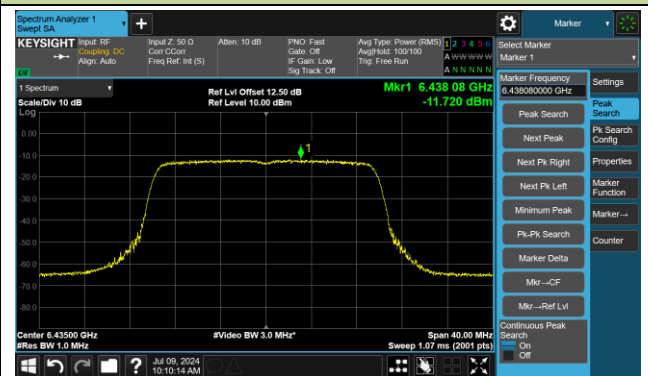 Spectrum Analyzer 1
Swept SA
+
Marker
KEYSIGHT Input: RF Input Z: 50 Ω Atten: 10 dB PNO: Fast Avg Type: Power (RMS) 1 2 3 4 5 6
Coupling: DC Corr CCorr Gate: Off Avg|Hold: 100/100 A W W W W W
Align: Auto Freq Ref: Int (S) IF Gain: Low Trig: Free Run
Sig Track: Off A N N N N N
Select Marker
Marker 1
1 Spectrum
Scale/Div 10 dB
Log
Ref Lvl Offset 12.50 dB
Ref Level 10.00 dBm
Mkr1 6.438 08 GHz
-11.720 dBm
0.00
-10.0
-20.0
-30.0
-40.0
-50.0
-60.0
-70.0
-80.0
1
Center 6.43500 GHz
#Res BW 1.0 MHz
#Video BW 3.0 MHz*
Span 40.00 MHz
Sweep 1.07 ms (2001 pts)
Marker Frequency
6.438080000 GHz
Peak Search
Next Peak
Next Pk Right
Next Pk Left
Minimum Peak
Pk-Pk Search
Marker Delta
Mkr→CF
Mkr→Ref Lvl
Continuous Peak
Search
On
Off
Settings
Peak
Search
Pk Search
Config
Properties
Marker
Function
Marker→
Counter
?
Jul 09, 2024
10:10:14 AM